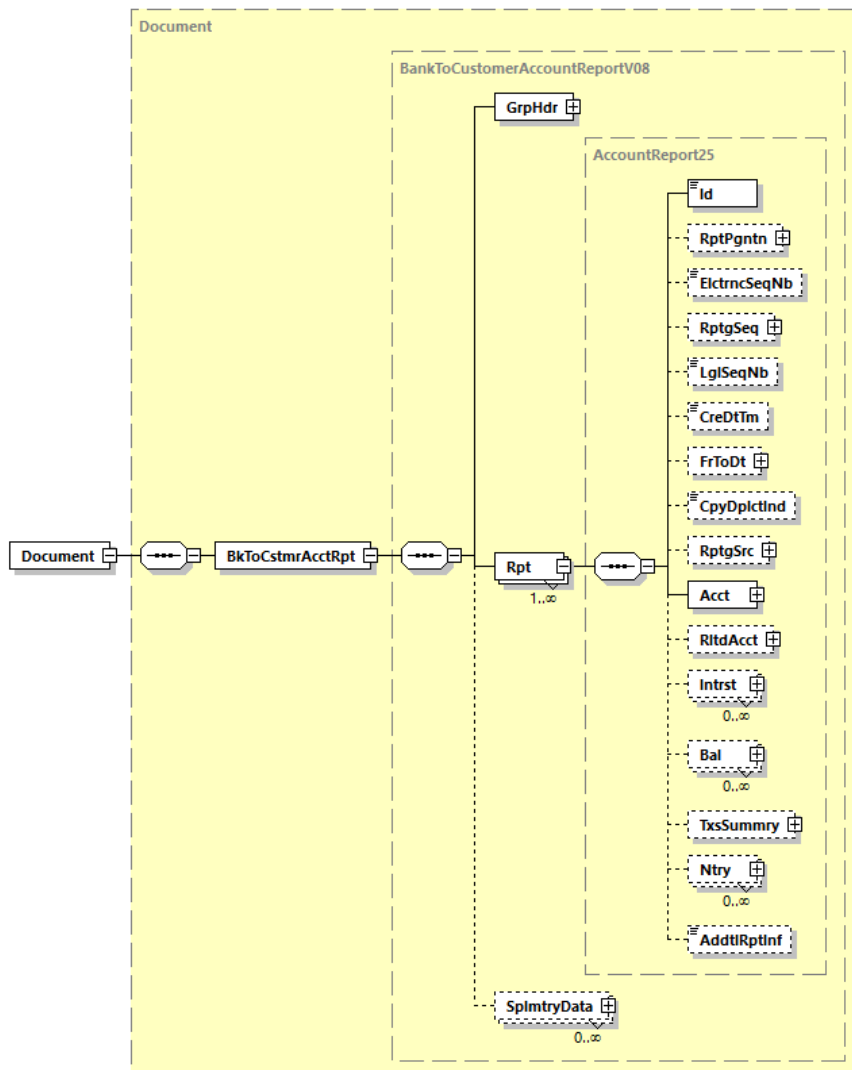 Document
BankToCustomerAccountReportV08
GrpHdr
AccountReport25
Id
RptPgntn
ElctrncSeqNb
RptgSeq
LglSeqNb
CreDtTm
FrToDt
CpyDplctInd
RptgSrc
Document
BkToCstmrAcctRpt
Rpt
1..∞
Acct
RltdAcct
Intrst
0..∞
Bal
0..∞
TxsSummry
Ntry
0..∞
AddtlRptInf
SplmtryData
0..∞